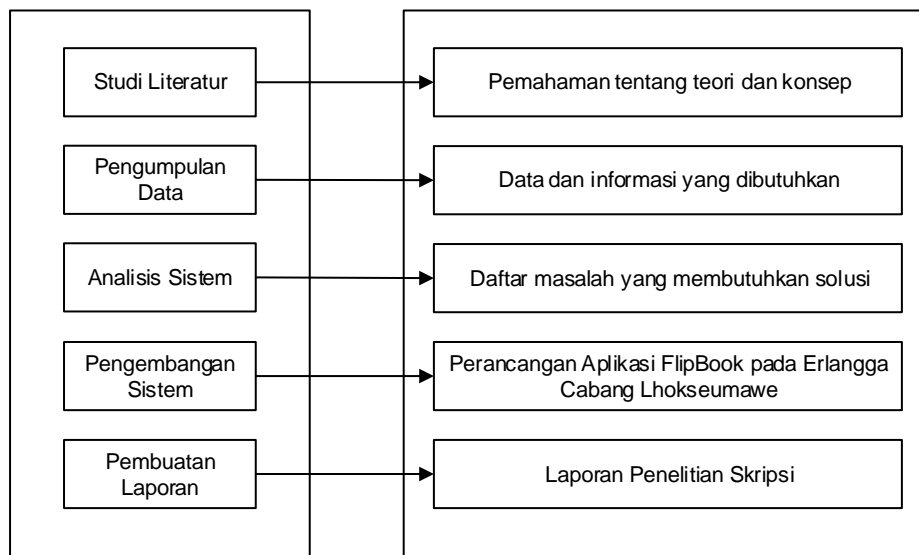 Studi Literatur
Pemahaman tentang teori dan konsep
Pengumpulan
Data
Data dan informasi yang dibutuhkan
Analisis Sistem
Daftar masalah yang membutuhkan solusi
Pengembangan
Sistem
Perancangan Aplikasi FlipBook pada Erlangga
Cabang Lhokseumawe
Pembuatan
Laporan
Laporan Penelitian Skripsi